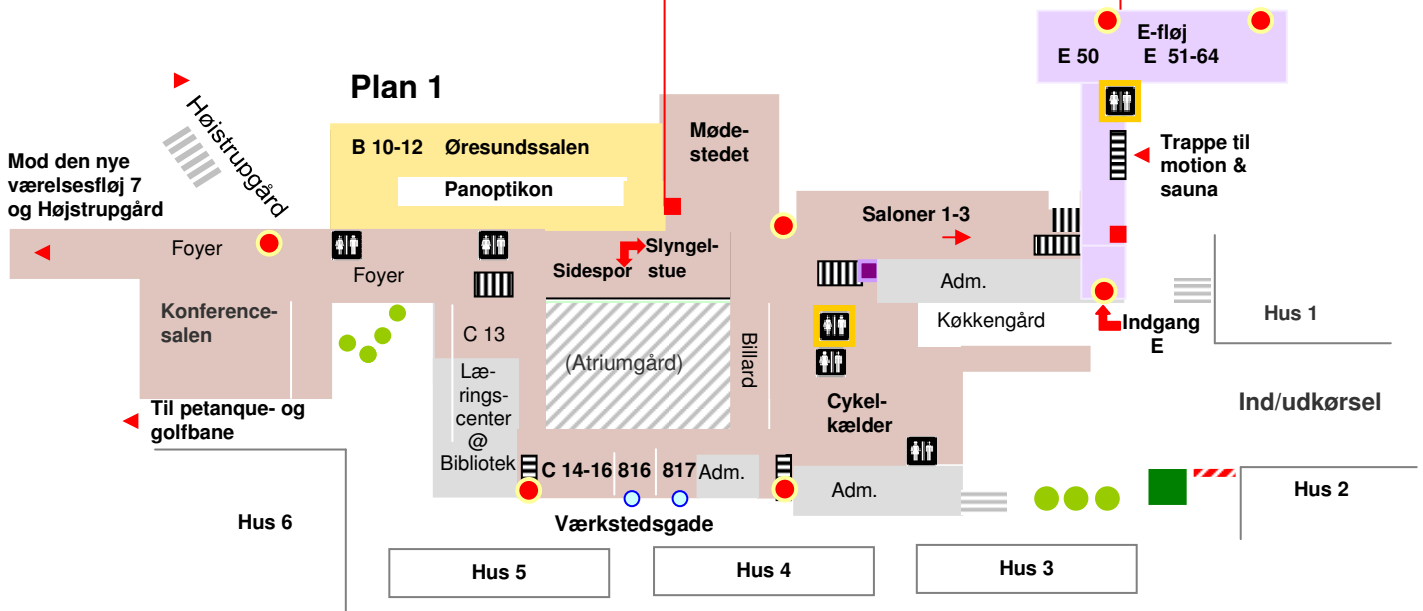 E-fløj
E 50 E 51-64
Plan 1
Høistrupgård
Møde-
stedet
B 10-12 Øresundssalen
Panoptikon
Trappe til
motion &
sauna
Mod den nye
værelsesfløj 7
og Højstrupgård
Saloner 1-3
Foyer
Foyer
Slyngel-
stue
Sidespor
Adm.
Konference-
salen
C 13
(Atriumgård)
Billard
Køkkengård
Indgang
E
Hus 1
Læ-
rings-
center
@
Bibliotek
Cykel-
kælder
Ind/udkørsel
Til petanque- og
golfbane
C 14-16
816
817
Adm.
Adm.
Hus 2
Hus 6
Værkstedsgade
Hus 5
Hus 4
Hus 3